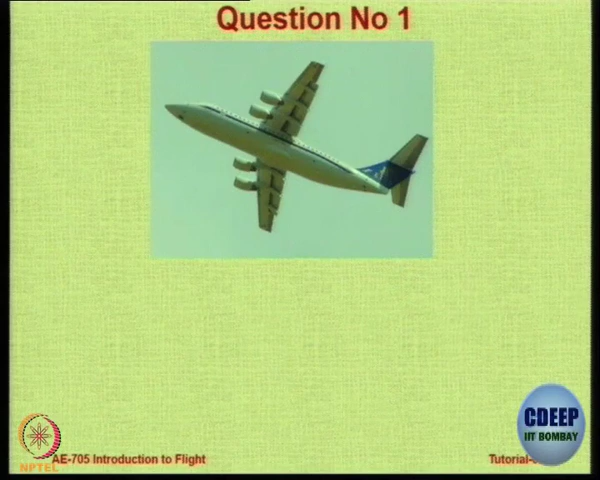 Question No 1
CDEEP
IIT BOMBAY
NPTEL
AE-705 Introduction to Flight